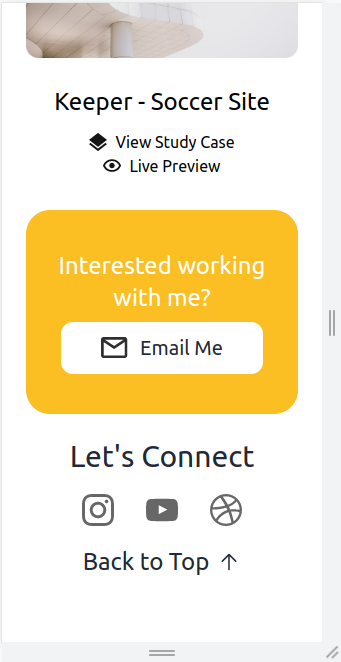 Keeper - Soccer Site
View Study Case
Live Preview
Interested working
with me?
Email Me
Let's Connect
Back to Top